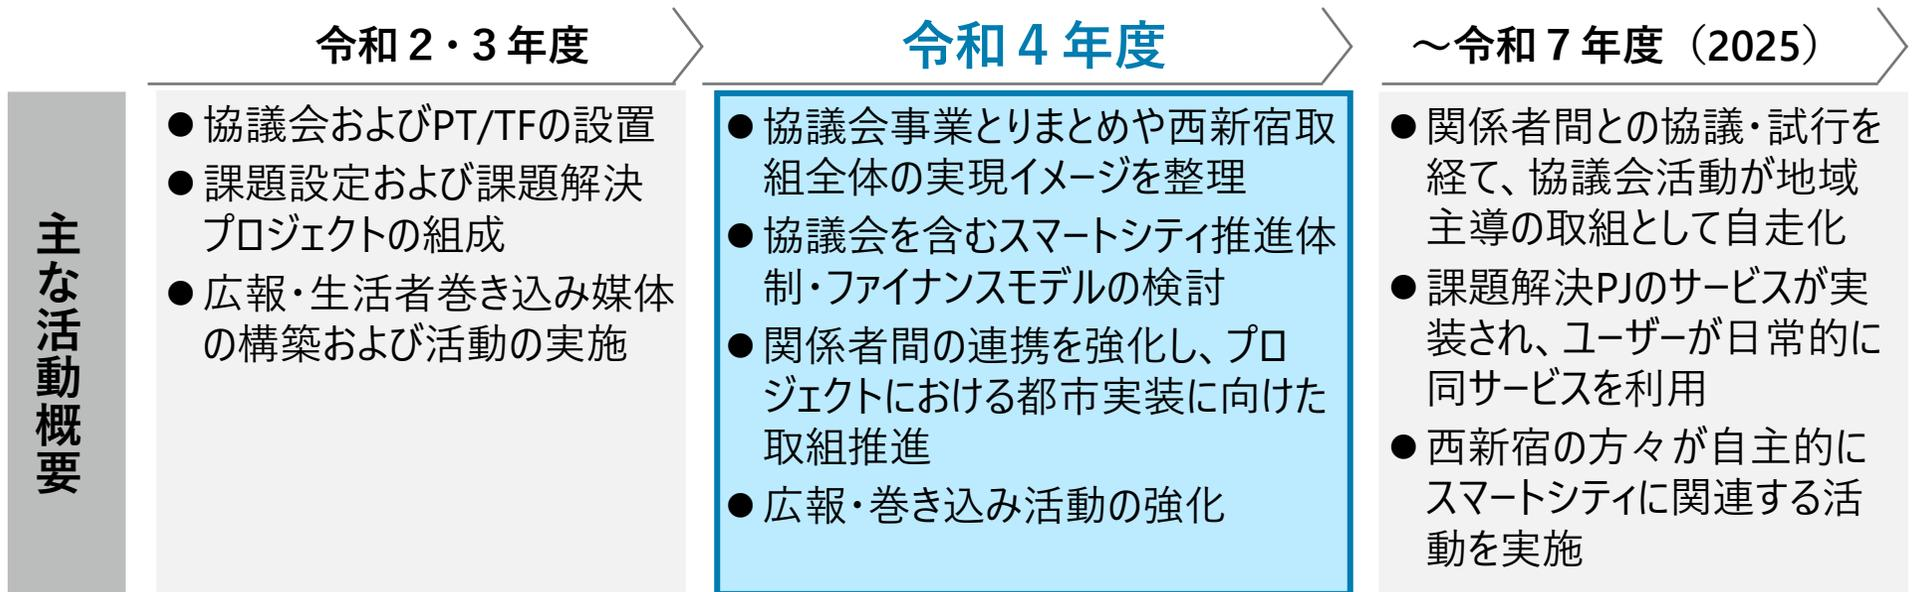 令和２・３年度
令和４年度
～令和７年度（2025）
主な活動概要
●協議会およびPT/TFの設置
●課題設定および課題解決
プロジェクトの組成
●広報・生活者巻き込み媒体
の構築および活動の実施
●協議会事業とりまとめや西新宿取
組全体の実現イメージを整理
●協議会を含むスマートシティ推進体
制・ファイナンスモデルの検討
●関係者間の連携を強化し、プロ
ジェクトにおける都市実装に向けた
取組推進
●広報・巻き込み活動の強化
●関係者間との協議・試行を
経て、協議会活動が地域
主導の取組として自走化
●課題解決PJのサービスが実
装され、ユーザーが日常的に
同サービスを利用
●西新宿の方々が自主的に
スマートシティに関連する活
動を実施